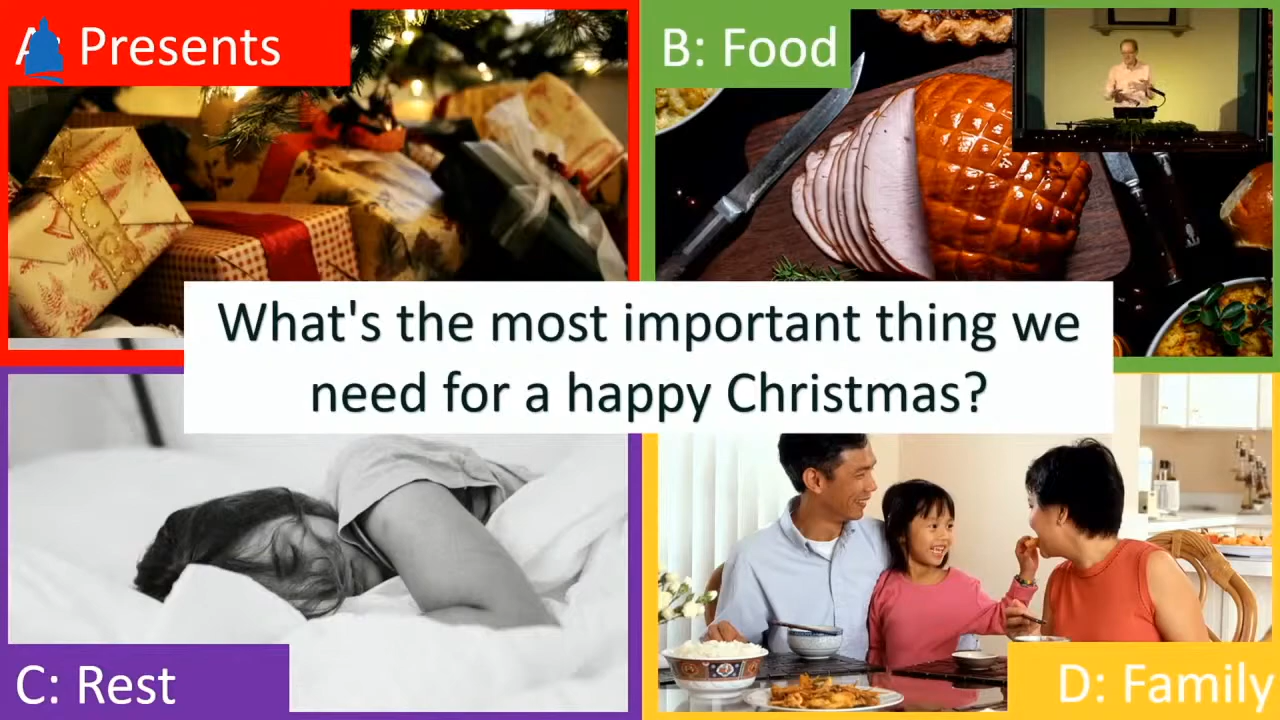 A: Presents
B: Food
What's the most important thing we
need for a happy Christmas?
C: Rest
D: Family